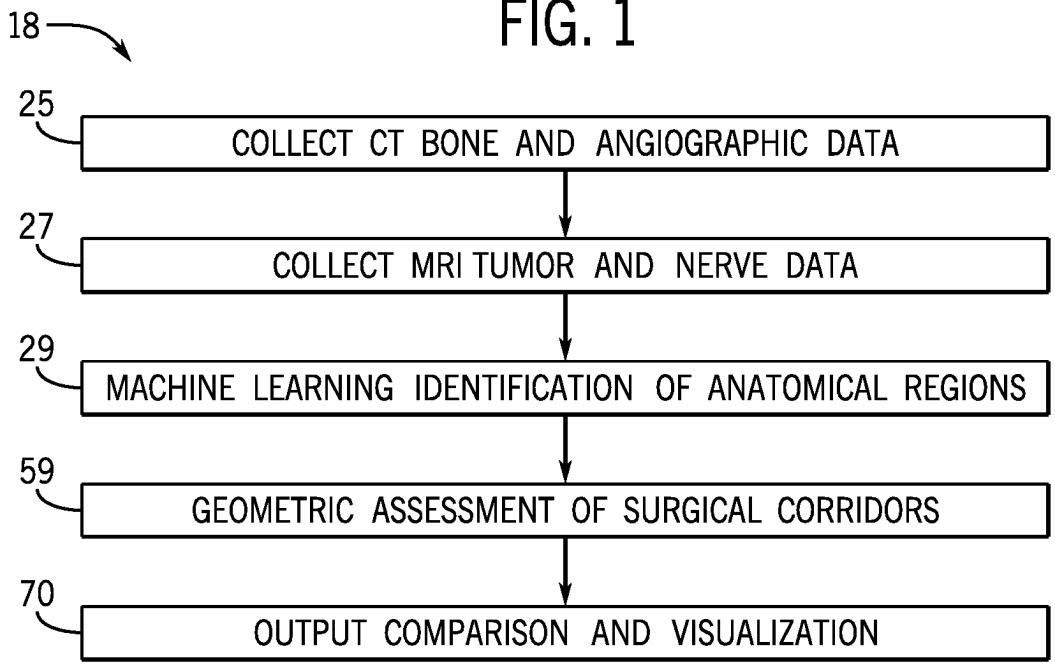 FIG. 1
18
25
COLLECT CT BONE AND ANGIOGRAPHIC DATA
27
COLLECT MRI TUMOR AND NERVE DATA
29
MACHINE LEARNING IDENTIFICATION OF ANATOMICAL REGIONS
59
GEOMETRIC ASSESSMENT OF SURGICAL CORRIDORS
70
OUTPUT COMPARISON AND VISUALIZATION